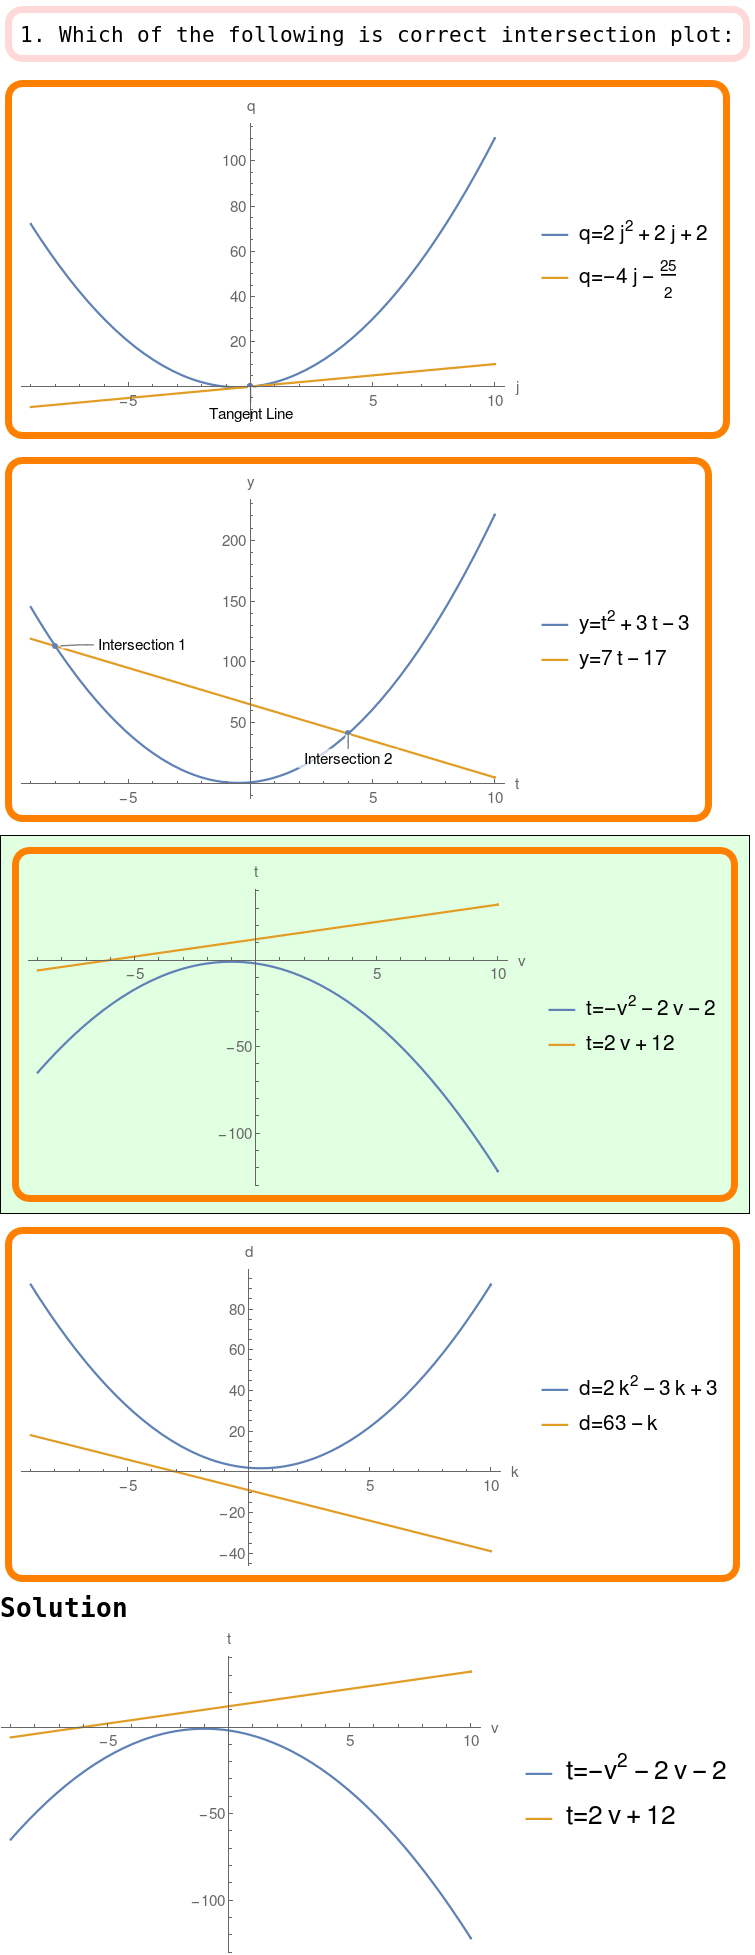 1. Which of the following is correct intersection plot:
q
100
80
60
40
20
-5 5 10 j
Tangent Line
q=2 j² + 2 j + 2
q=-4 j - 25/2
y
200
150
100
50
-5 5 10 t
Intersection 1
Intersection 2
y=t² + 3 t - 3
y=7 t - 17
t
-5 5 10 v
-50
-100
t=-v² - 2 v - 2
t=2 v + 12
d
80
60
40
20
-5 5 10 k
-20
-40
d=2 k² - 3 k + 3
d=63 - k
Solution
t
-5 5 10 v
-50
-100
t=-v² - 2 v - 2
t=2 v + 12